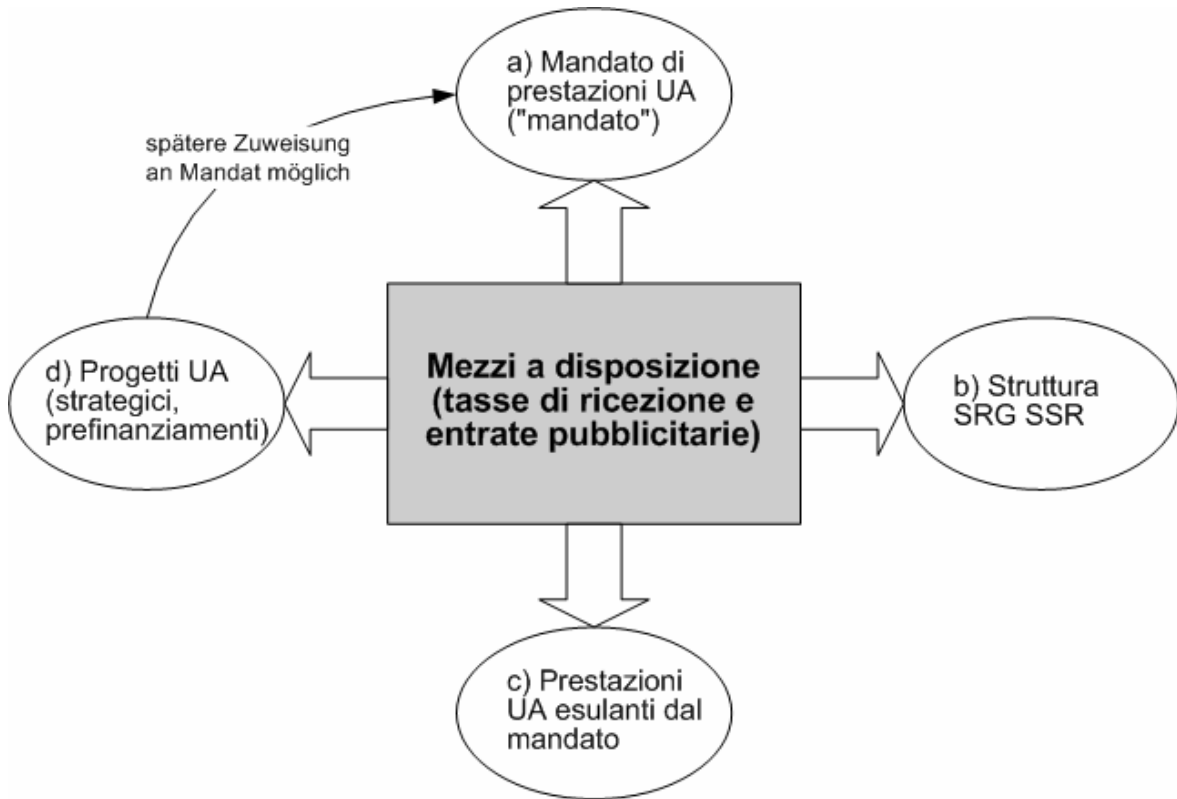 a) Mandato di
prestazioni UA
("mandato")
spätere Zuweisung
an Mandat möglich
d) Progetti UA
(strategici,
prefinanziamenti)
Mezzi a disposizione
(tasse di ricezione e
entrate pubblicitarie)
b) Struttura
SRG SSR
c) Prestazioni
UA esulanti dal
mandato